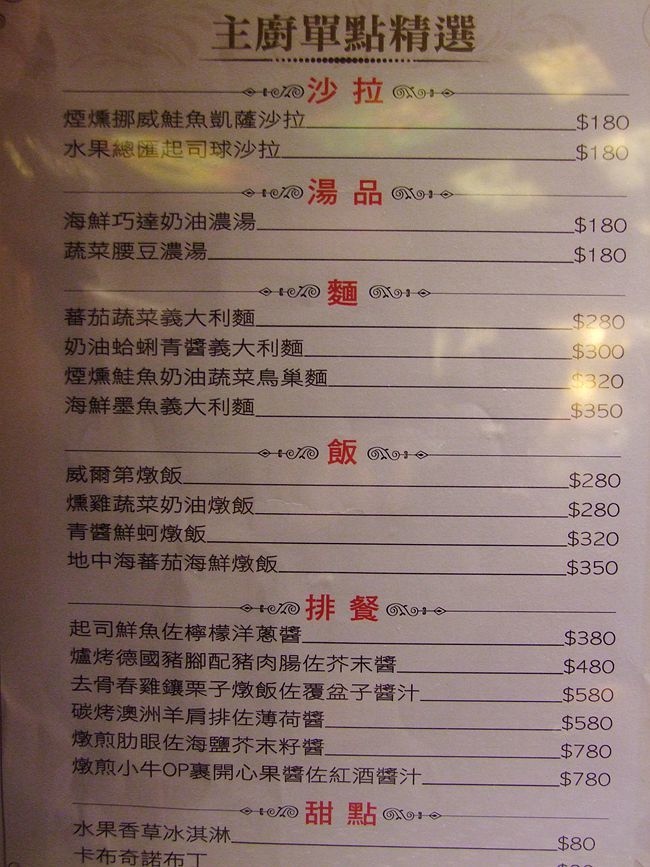 主廚單點精選
沙拉
煙燻挪威鮭魚凱薩沙拉 $180
水果總匯起司球沙拉 $180
湯品
海鮮巧達奶油濃湯 $180
蔬菜腰豆濃湯 $180
麵
蕃茄蔬菜義大利麵 $280
奶油蛤蜊青醬義大利麵 $300
煙燻鮭魚奶油蔬菜鳥巢麵 $320
海鮮墨魚義大利麵 $350
飯
威爾第燉飯 $280
燻雞蔬菜奶油燉飯 $280
青醬鮮蚵燉飯 $320
地中海蕃茄海鮮燉飯 $350
排餐
起司鮮魚佐檸檬洋蔥醬 $380
爐烤德國豬腳配豬肉腸佐芥末醬 $480
去骨春雞鑲栗子燉飯佐覆盆子醬汁 $580
碳烤澳洲羊肩排佐薄荷醬 $580
燉煎肋眼佐海鹽芥末籽醬 $780
燉煎小牛OP裹開心果醬佐紅酒醬汁 $780
甜點
水果香草冰淇淋 $80
卡布奇諾布丁